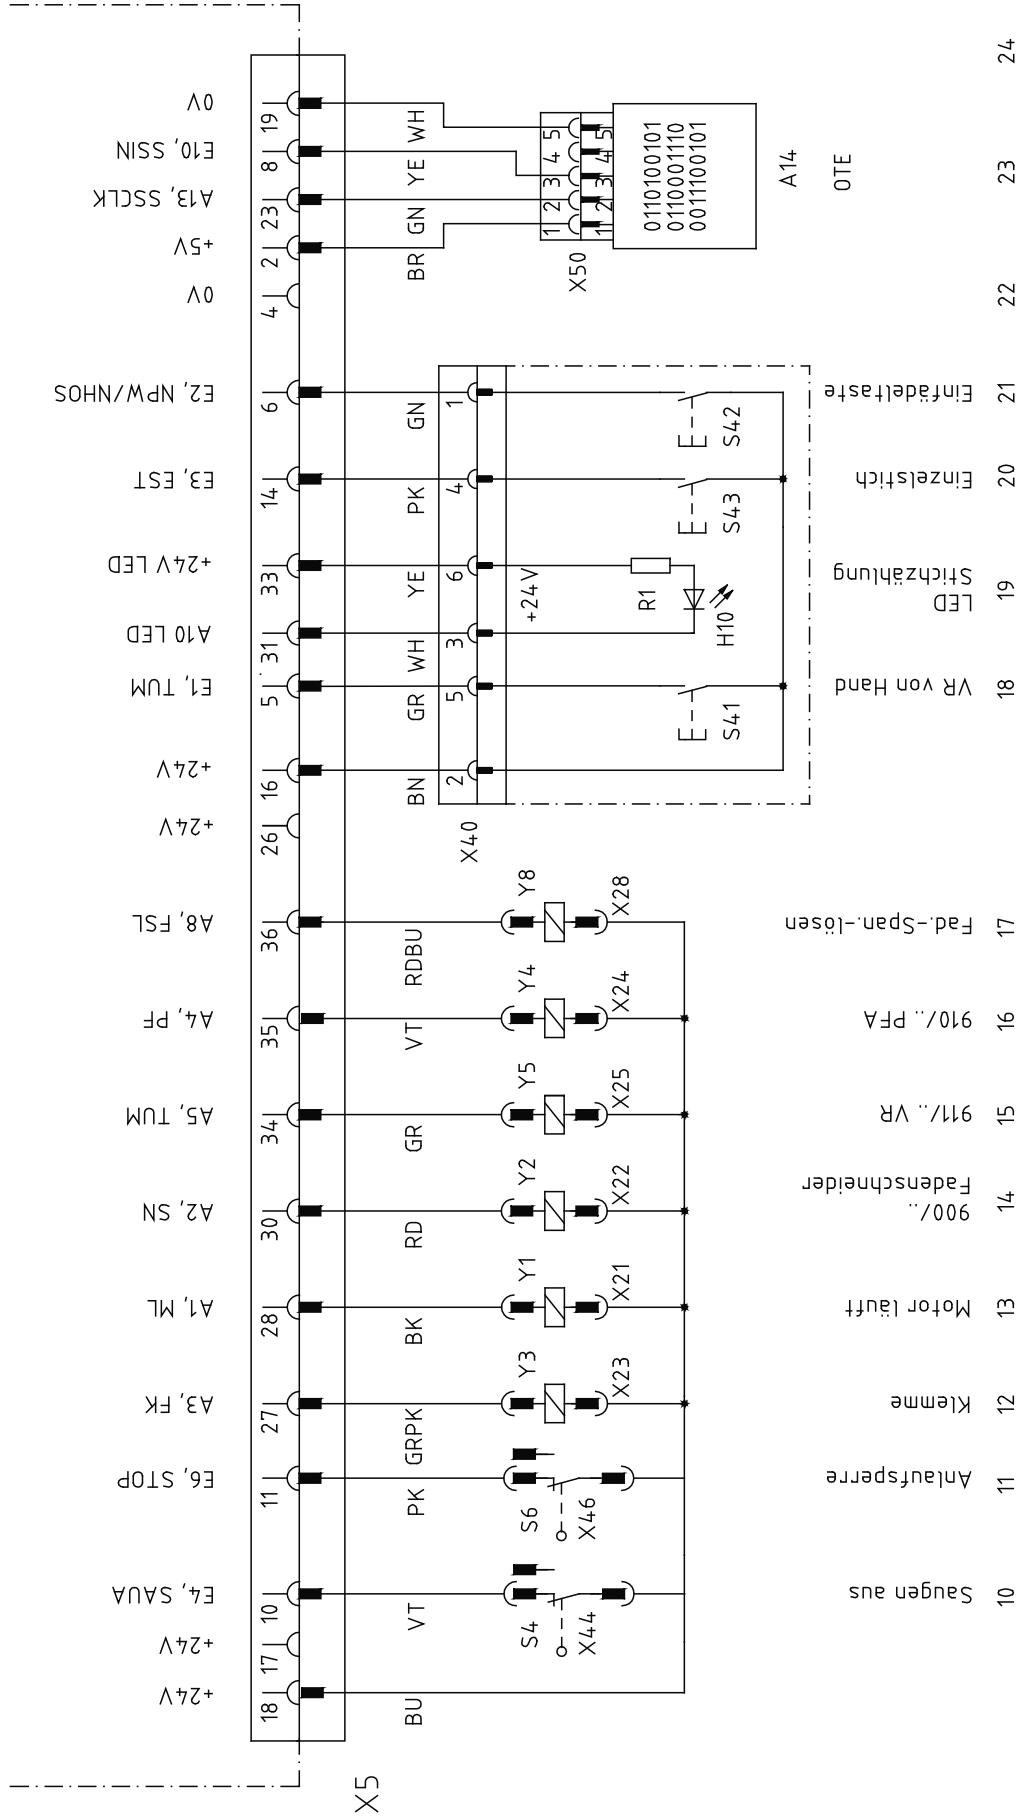 24
0V
19
WH
E10, SSIN
8
YE
A13, SSCLK
23
GN
+5V
2
BR
0V
4
5
4
3
2
1
5
4
3
2
1
X50
0110100101
0110001110
0011100101
A14
OTE
23
22
E2, NPW/NHOS
6
GN
1
S42
Einfädeltaste
21
E3, EST
14
PK
4
S43
Einzelstich
20
+24V LED
33
YE
6
+24V
R1
H10
LED
Stichzählung
19
A10 LED
31
WH
3
E1, TUM
5
GR
5
S41
VR von Hand
18
+24V
16
BN
2
X40
+24V
26
A8, FSL
36
RDBU
Y8
X28
Fad.-Span.-lösen
17
A4, PF
35
VT
Y4
X24
910/.. PFA
16
A5, TUM
34
GR
Y5
X25
911/.. VR
15
A2, SN
30
RD
Y2
X22
900/..
Fadenschneider
14
A1, ML
28
BK
Y1
X21
Motor läuft
13
A3, FK
27
GRPK
Y3
X23
Klemme
12
E6, STOP
11
PK
S6
X46
Anlaufsperre
11
E4, SAUA
10
VT
S4
X44
Saugen aus
10
+24V
17
+24V
18
BU
X5